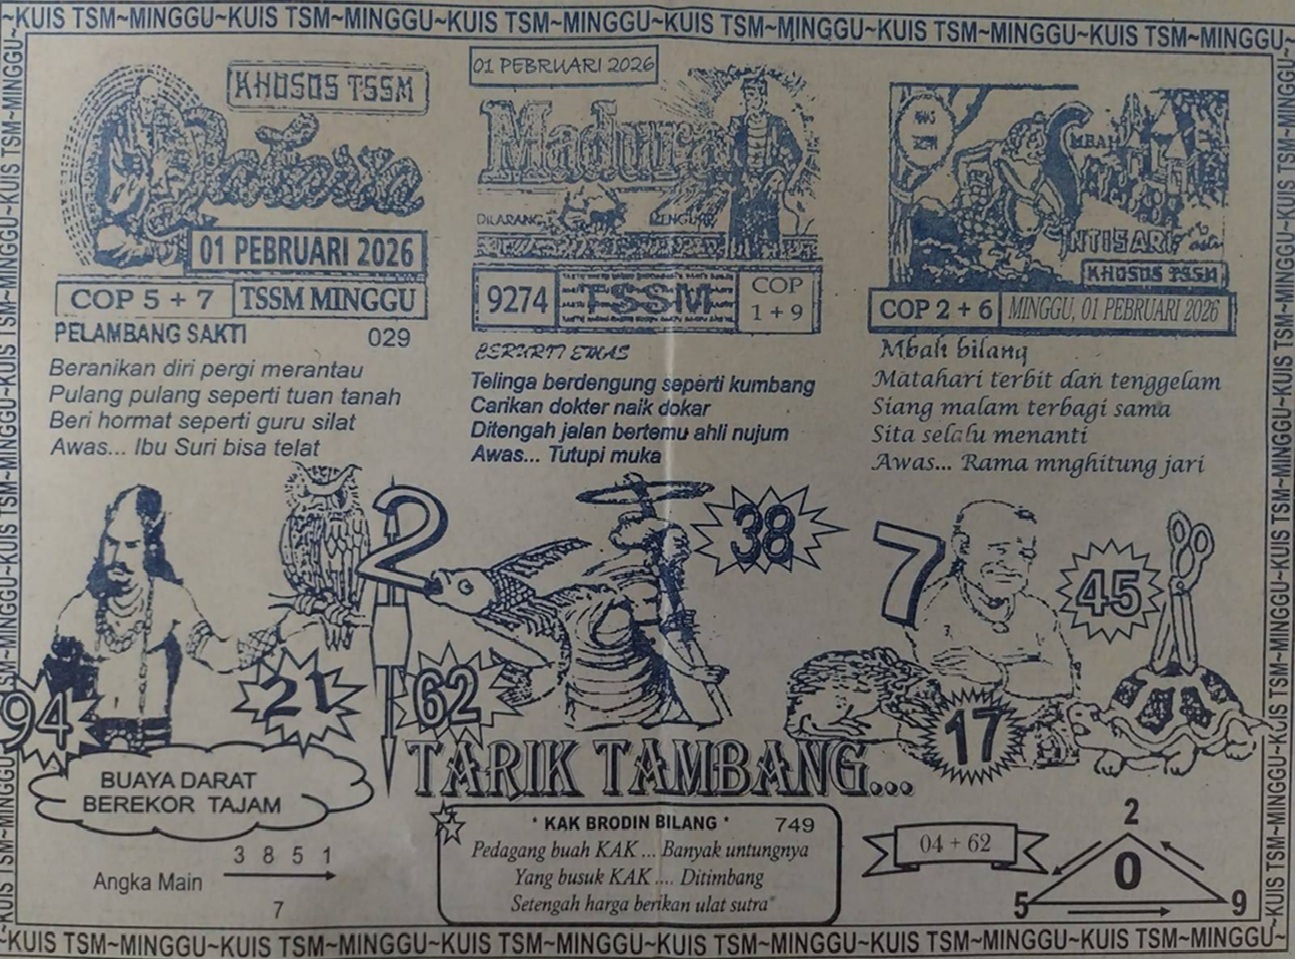 ~KUIS TSM~MINGGU~KUIS TSM~MINGGU~KUIS TSM~MINGGU~KUIS TSM~MINGGU~KUIS TSM~MINGGU~KUIS TSM~MINGGU~
KHUSUS TSSM
01 PEBRUARI 2026
COP 5 + 7
TSSM MINGGU
PELAMBANG SAKTI 029
Beranikan diri pergi merantau
Pulang pulang seperti tuan tanah
Beri hormat seperti guru silat
Awas... Ibu Suri bisa telat
01 PEBRUARI 2026
Madura
DILARANG
9274
TSSM
COP
1 + 9
Telinga berdengung seperti kumbang
Carikan dokter naik dokar
Ditengah jalan bertemu ahli nujum
Awas... Tutupi muka
MBAH
INTISARI
KHUSUS TSSM
COP 2 + 6
MINGGU, 01 PEBRUARI 2026
Mbah bilang
Matahari terbit dan tenggelam
Siang malam terbagi sama
Sita selalu menanti
Awas... Rama mnghitung jari
2
38
7
45
94
21
62
17
TARIK TAMBANG...
BUAYA DARAT
BEREKOR TAJAM
Angka Main
3 8 5 1
7
* KAK BRODIN BILANG * 749
Pedagang buah KAK ... Banyak untungnya
Yang busuk KAK .... Ditimbang
Setengah harga berikan ulat sutra"
04 + 62
2
0
5
9
~KUIS TSM~MINGGU~KUIS TSM~MINGGU~KUIS TSM~MINGGU~KUIS TSM~MINGGU~KUIS TSM~MINGGU~KUIS TSM~MINGGU~